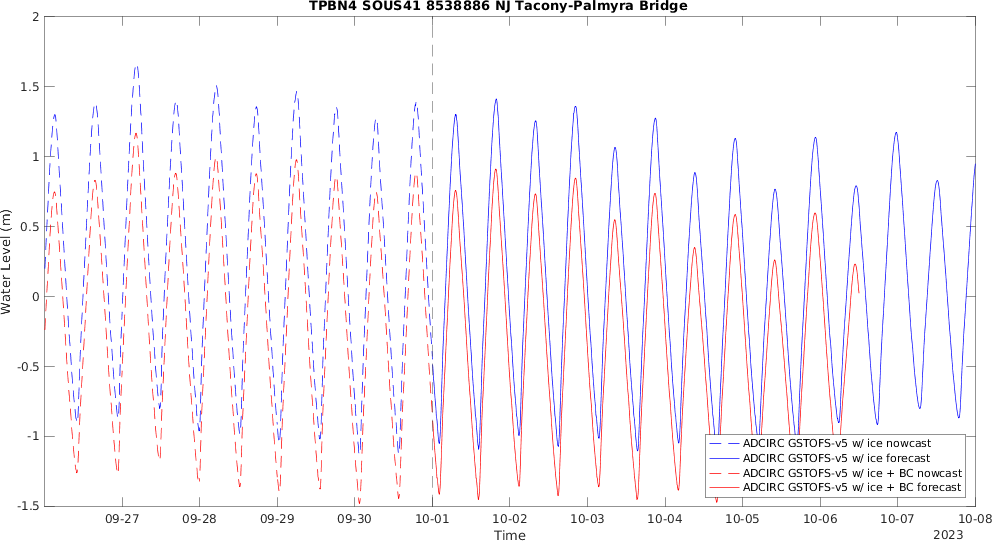 TPBN4 SOUS41 8538886 NJ Tacony-Palmyra Bridge
2
1.5
1
0.5
0
-0.5
-1
-1.5
Water Level (m)
09-27 09-28 09-29 09-30 10-01 10-02 10-03 10-04 10-05 10-06 10-07 10-08
Time
2023
ADCIRC GSTOFS-v5 w/ ice nowcast
ADCIRC GSTOFS-v5 w/ ice forecast
ADCIRC GSTOFS-v5 w/ ice + BC nowcast
ADCIRC GSTOFS-v5 w/ ice + BC forecast